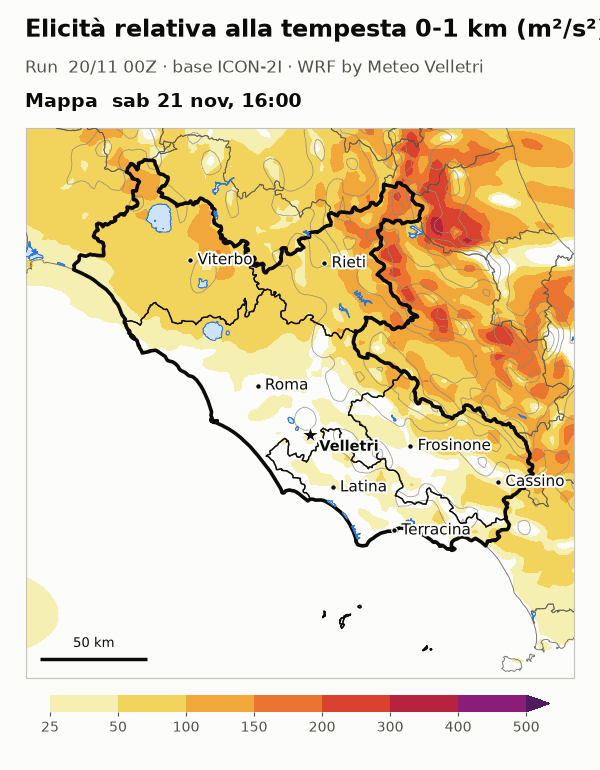 Elicità relativa alla tempesta 0-1 km (m²/s²)
Run 20/11 00Z · base ICON-2I · WRF by Meteo Velletri
Mappa sab 21 nov, 16:00
Viterbo
Rieti
Roma
Velletri
Frosinone
Cassino
Latina
Terracina
50 km
25 50 100 150 200 300 400 500